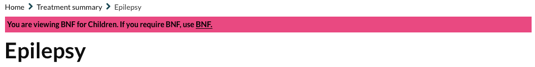 Home > Treatment summary > Epilepsy
You are viewing BNF for Children. If you require BNF, use BNF.
Epilepsy